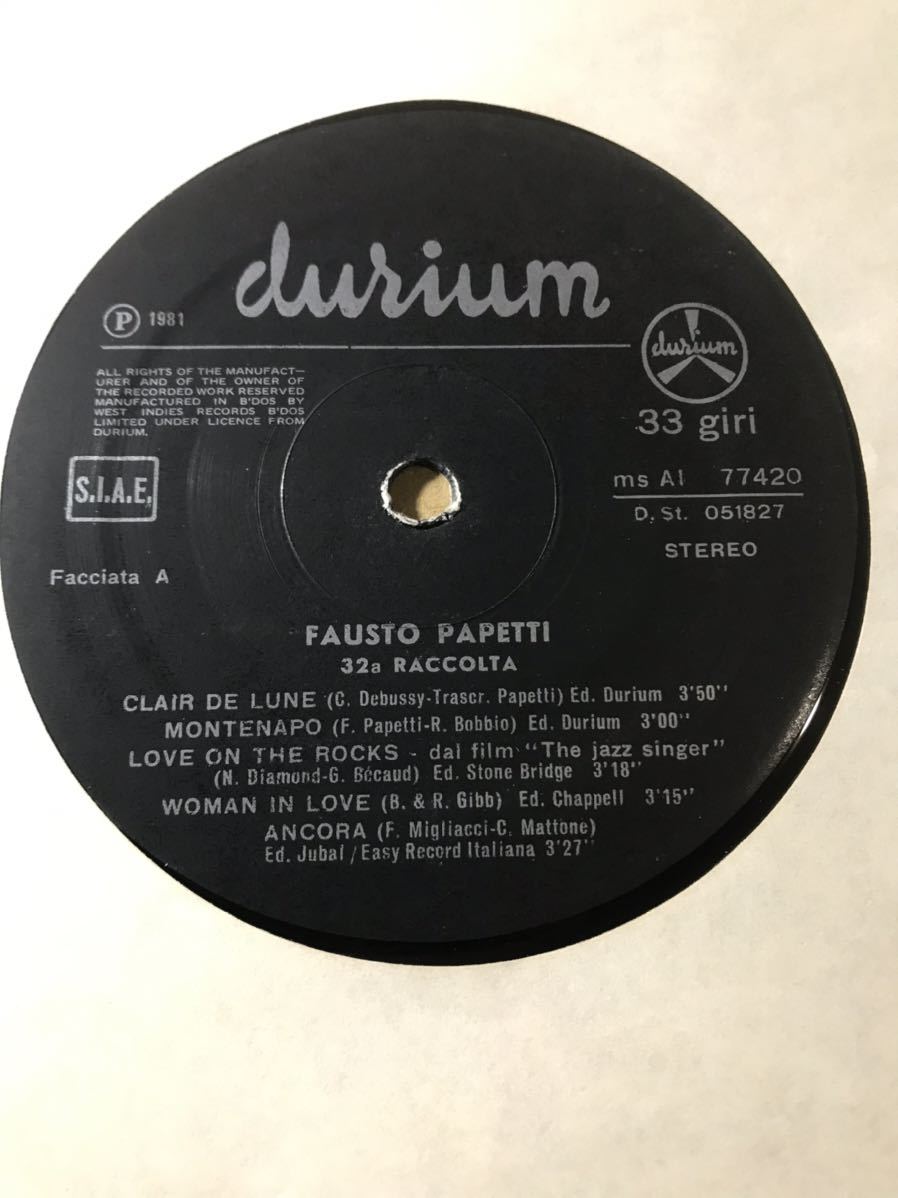 durium
Ⓟ 1981
ALL RIGHTS OF THE MANUFACT-
URER AND OF THE OWNER OF
THE RECORDED WORK RESERVED
MANUFACTURED IN B'DOS BY
WEST INDIES RECORDS B'DOS
LIMITED UNDER LICENCE FROM
DURIUM.
durium
33 giri
S.I.A.E.
ms AI 77420
D. St. 051827
STEREO
Facciata A
FAUSTO PAPETTI
32a RACCOLTA
CLAIR DE LUNE (C. Debussy-Trascr. Papetti) Ed. Durium 3'50"
MONTENAPO (F. Papetti-R. Bobbio) Ed. Durium 3'00"
LOVE ON THE ROCKS - dal film "The jazz singer"
(N. Diamond-G. Bécaud) Ed. Stone Bridge 3'18"
WOMAN IN LOVE (B. & R. Gibb) Ed. Chappell 3'15"
ANCORA (F. Migliacci-C. Mattone)
Ed. Jubal/Easy Record Italiana 3'27"